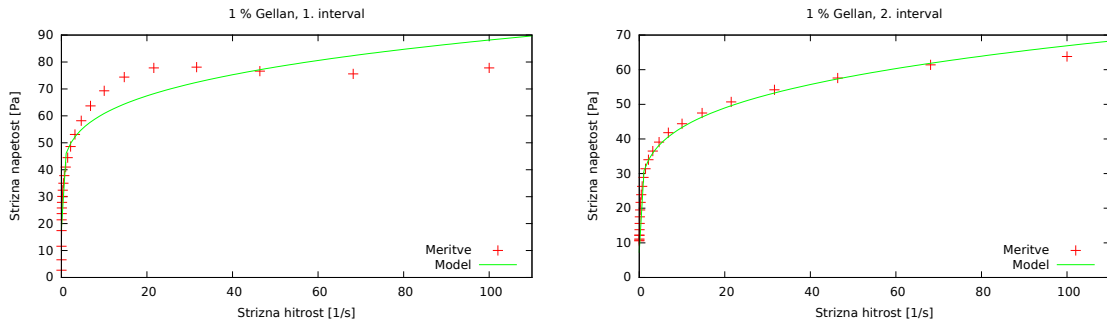 1 % Gellan, 1. interval
90
80
70
60
50
40
30
20
10
0
Strizna napetost [Pa]
Meritve
Model
0 20 40 60 80 100
Strizna hitrost [1/s]
1 % Gellan, 2. interval
70
60
50
40
30
20
10
0
Strizna napetost [Pa]
Meritve
Model
0 20 40 60 80 100
Strizna hitrost [1/s]